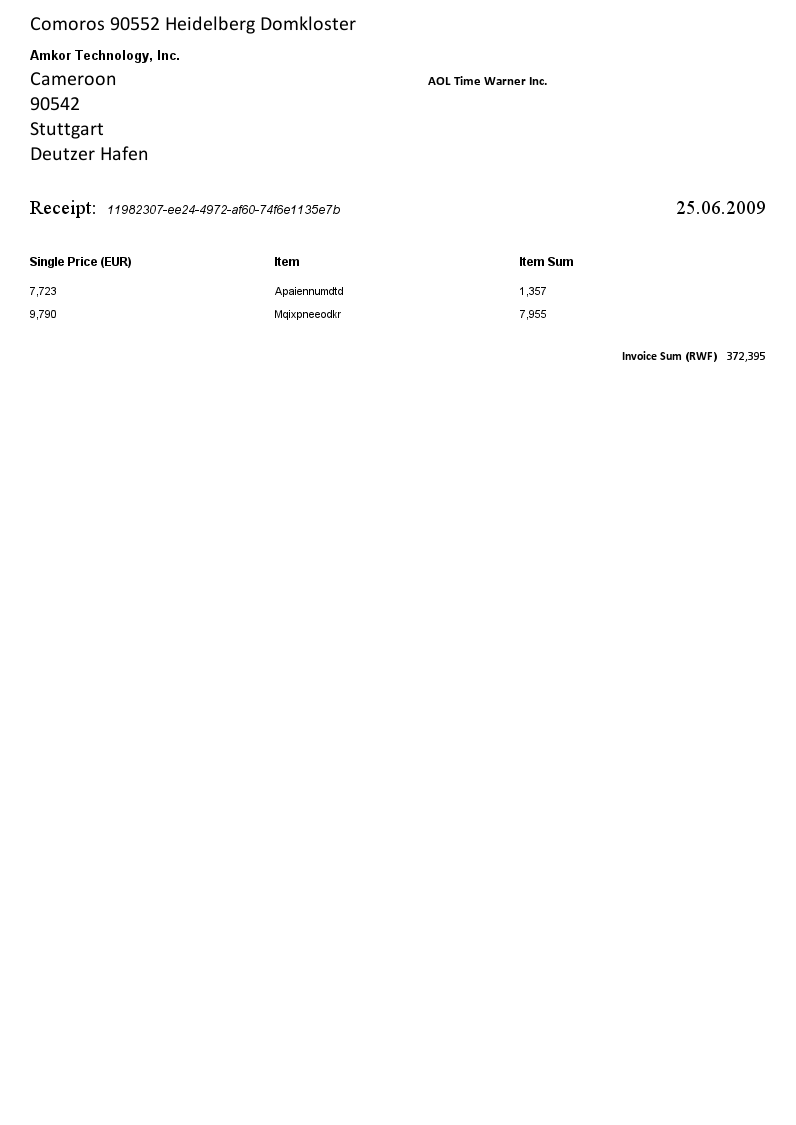 Comoros 90552 Heidelberg Domkloster
Amkor Technology, Inc.
Cameroon
90542
Stuttgart
Deutzer Hafen
AOL Time Warner Inc.
Receipt: 11982307-ee24-4972-af60-74f6e1135e7b 25.06.2009
Single Price (EUR) Item Item Sum
7,723 Apaiennumdtd 1,357
9,790 Mqixpneeodkr 7,955
Invoice Sum (RWF) 372,395